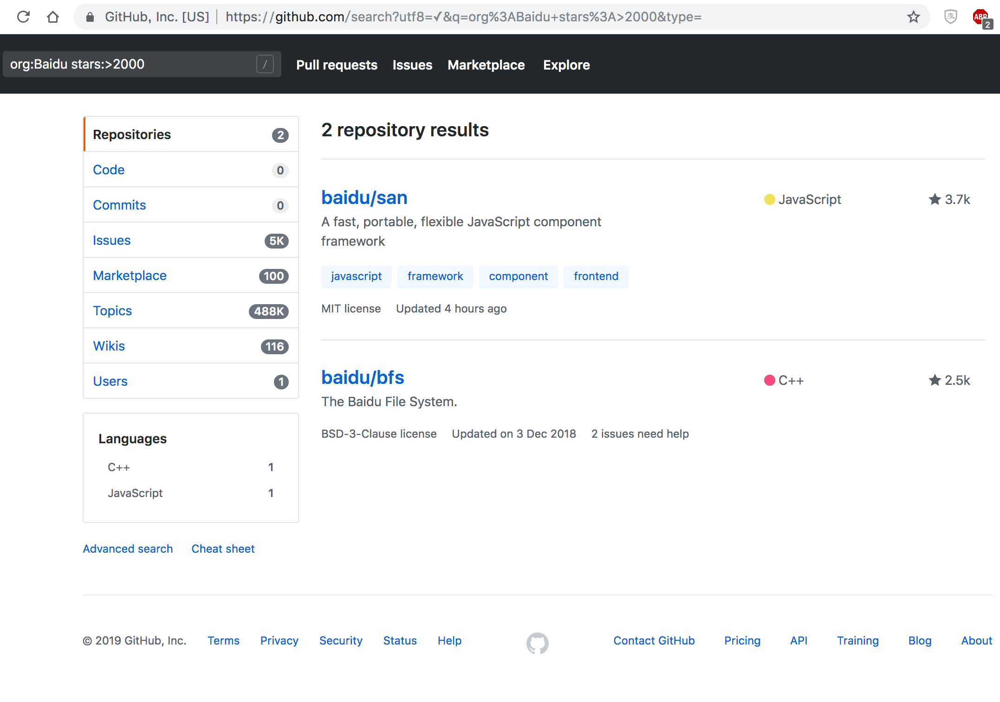 GitHub, Inc. [US] https://github.com/search?utf8=✓&q=org%3ABaidu+stars%3A>2000&type=
ABP 2
org:Baidu stars:>2000 / Pull requests Issues Marketplace Explore
Repositories 2
Code 0
Commits 0
Issues 5K
Marketplace 100
Topics 488K
Wikis 116
Users 1
Languages
C++ 1
JavaScript 1
Advanced search Cheat sheet
2 repository results
baidu/san JavaScript 3.7k
A fast, portable, flexible JavaScript component
framework
javascript framework component frontend
MIT license Updated 4 hours ago
baidu/bfs C++ 2.5k
The Baidu File System.
BSD-3-Clause license Updated on 3 Dec 2018 2 issues need help
© 2019 GitHub, Inc. Terms Privacy Security Status Help Contact GitHub Pricing API Training Blog About